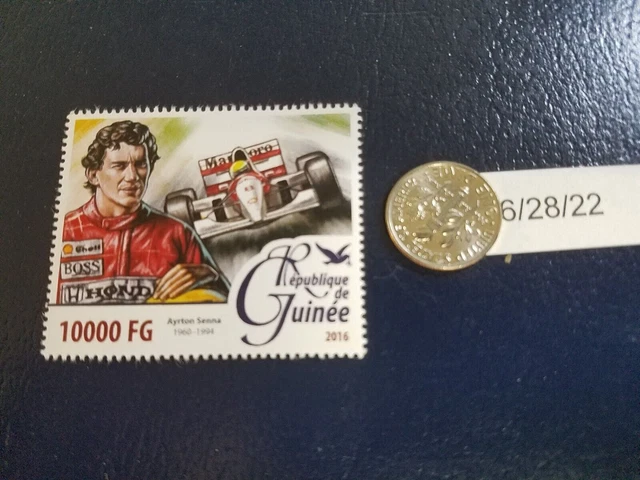 Marlboro
Shell
BOSS
HONDA
10000 FG
Ayrton Senna
1960-1994
République
de
Guinée
2016
6/28/22